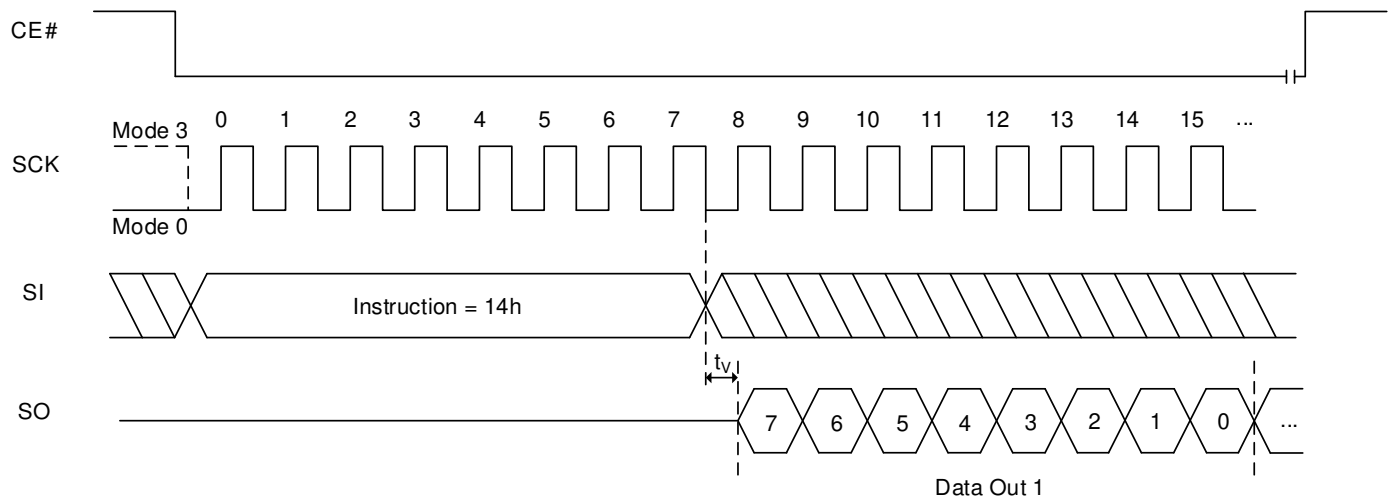 CE#
Mode 3 0 1 2 3 4 5 6 7 8 9 10 11 12 13 14 15 ...
SCK
Mode 0
SI Instruction = 14h
tV
SO 7 6 5 4 3 2 1 0 ...
Data Out 1